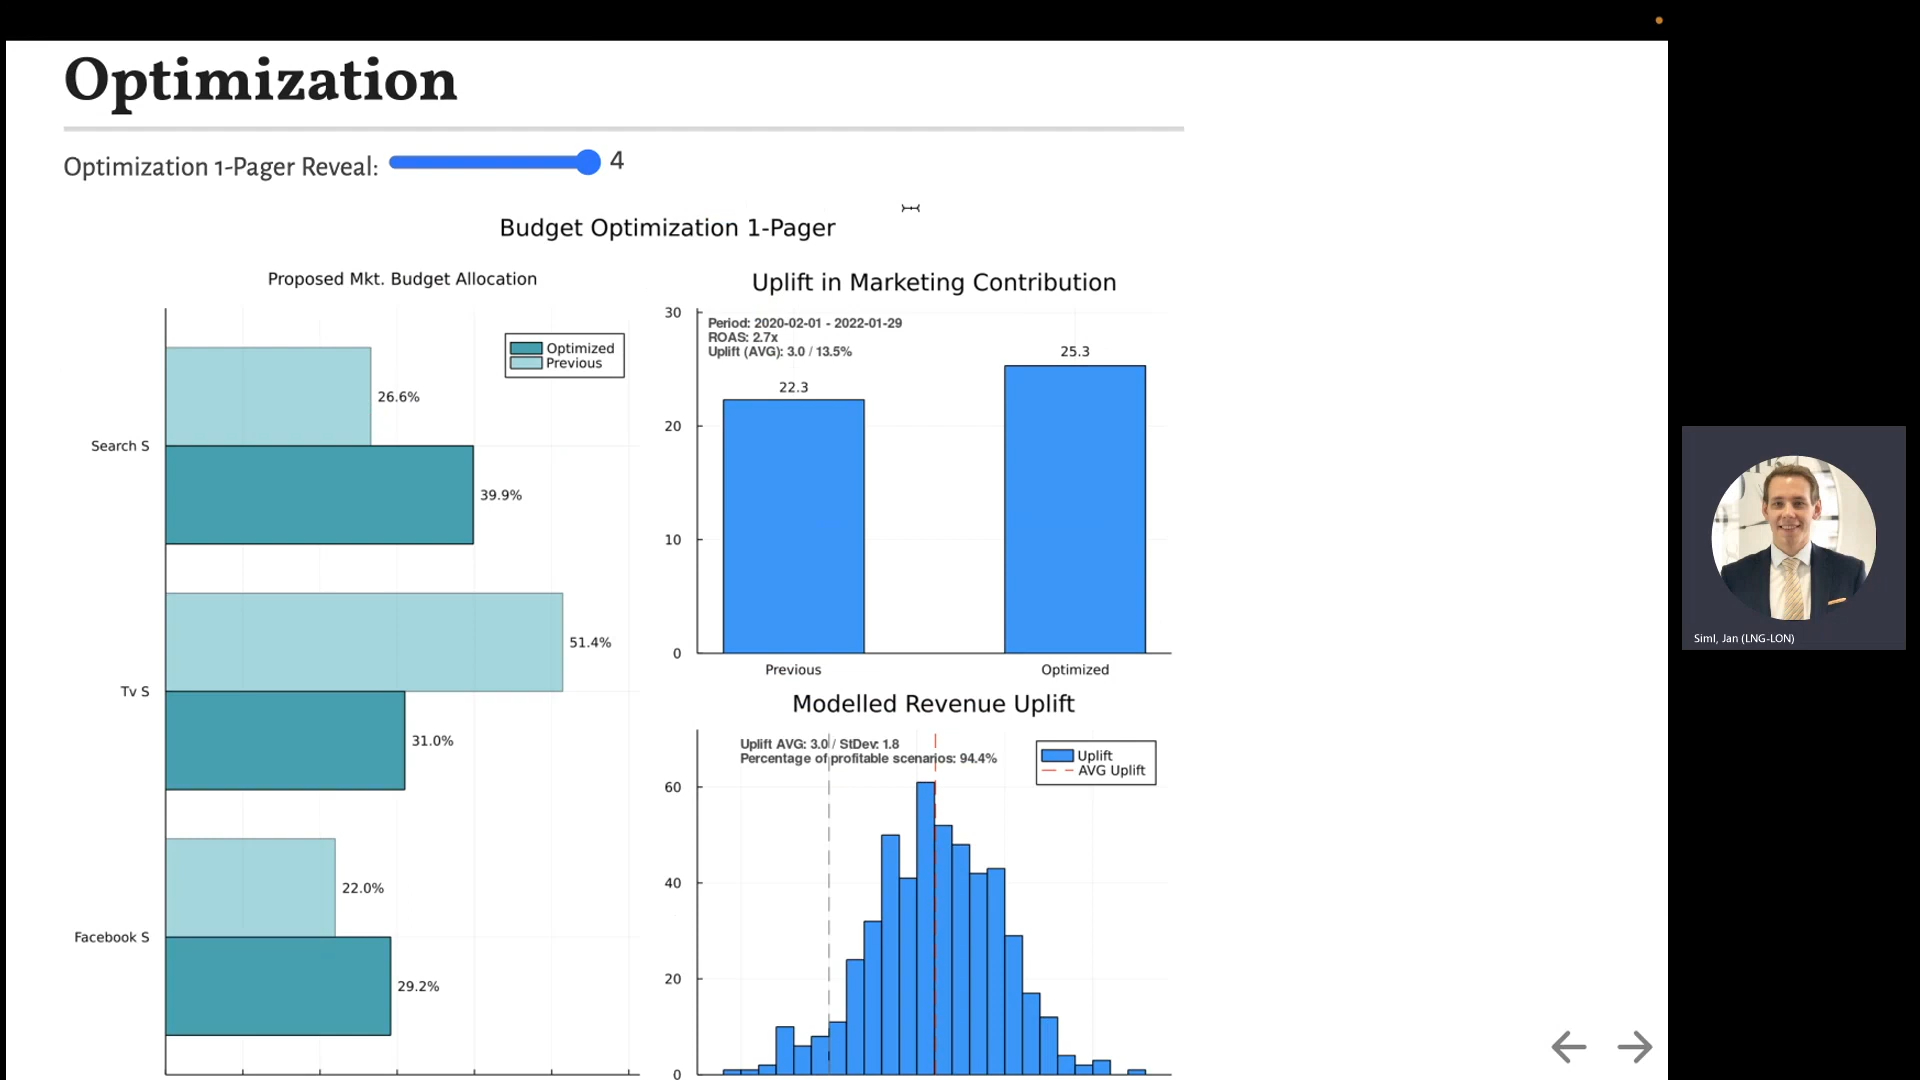 Optimization
Optimization 1-Pager Reveal: 4
Budget Optimization 1-Pager
Proposed Mkt. Budget Allocation
Optimized
Previous
26.6%
Search S
39.9%
51.4%
Tv S
31.0%
22.0%
Facebook S
29.2%
Uplift in Marketing Contribution
30
Period: 2020-02-01 - 2022-01-29
ROAS: 2.7x
Uplift (AVG): 3.0 / 13.5%
25.3
22.3
20
10
0
Previous Optimized
Modelled Revenue Uplift
Uplift AVG: 3.0 / StDev: 1.8
Percentage of profitable scenarios: 94.4%
Uplift
AVG Uplift
60
40
20
0
Siml, Jan (LNG-LON)